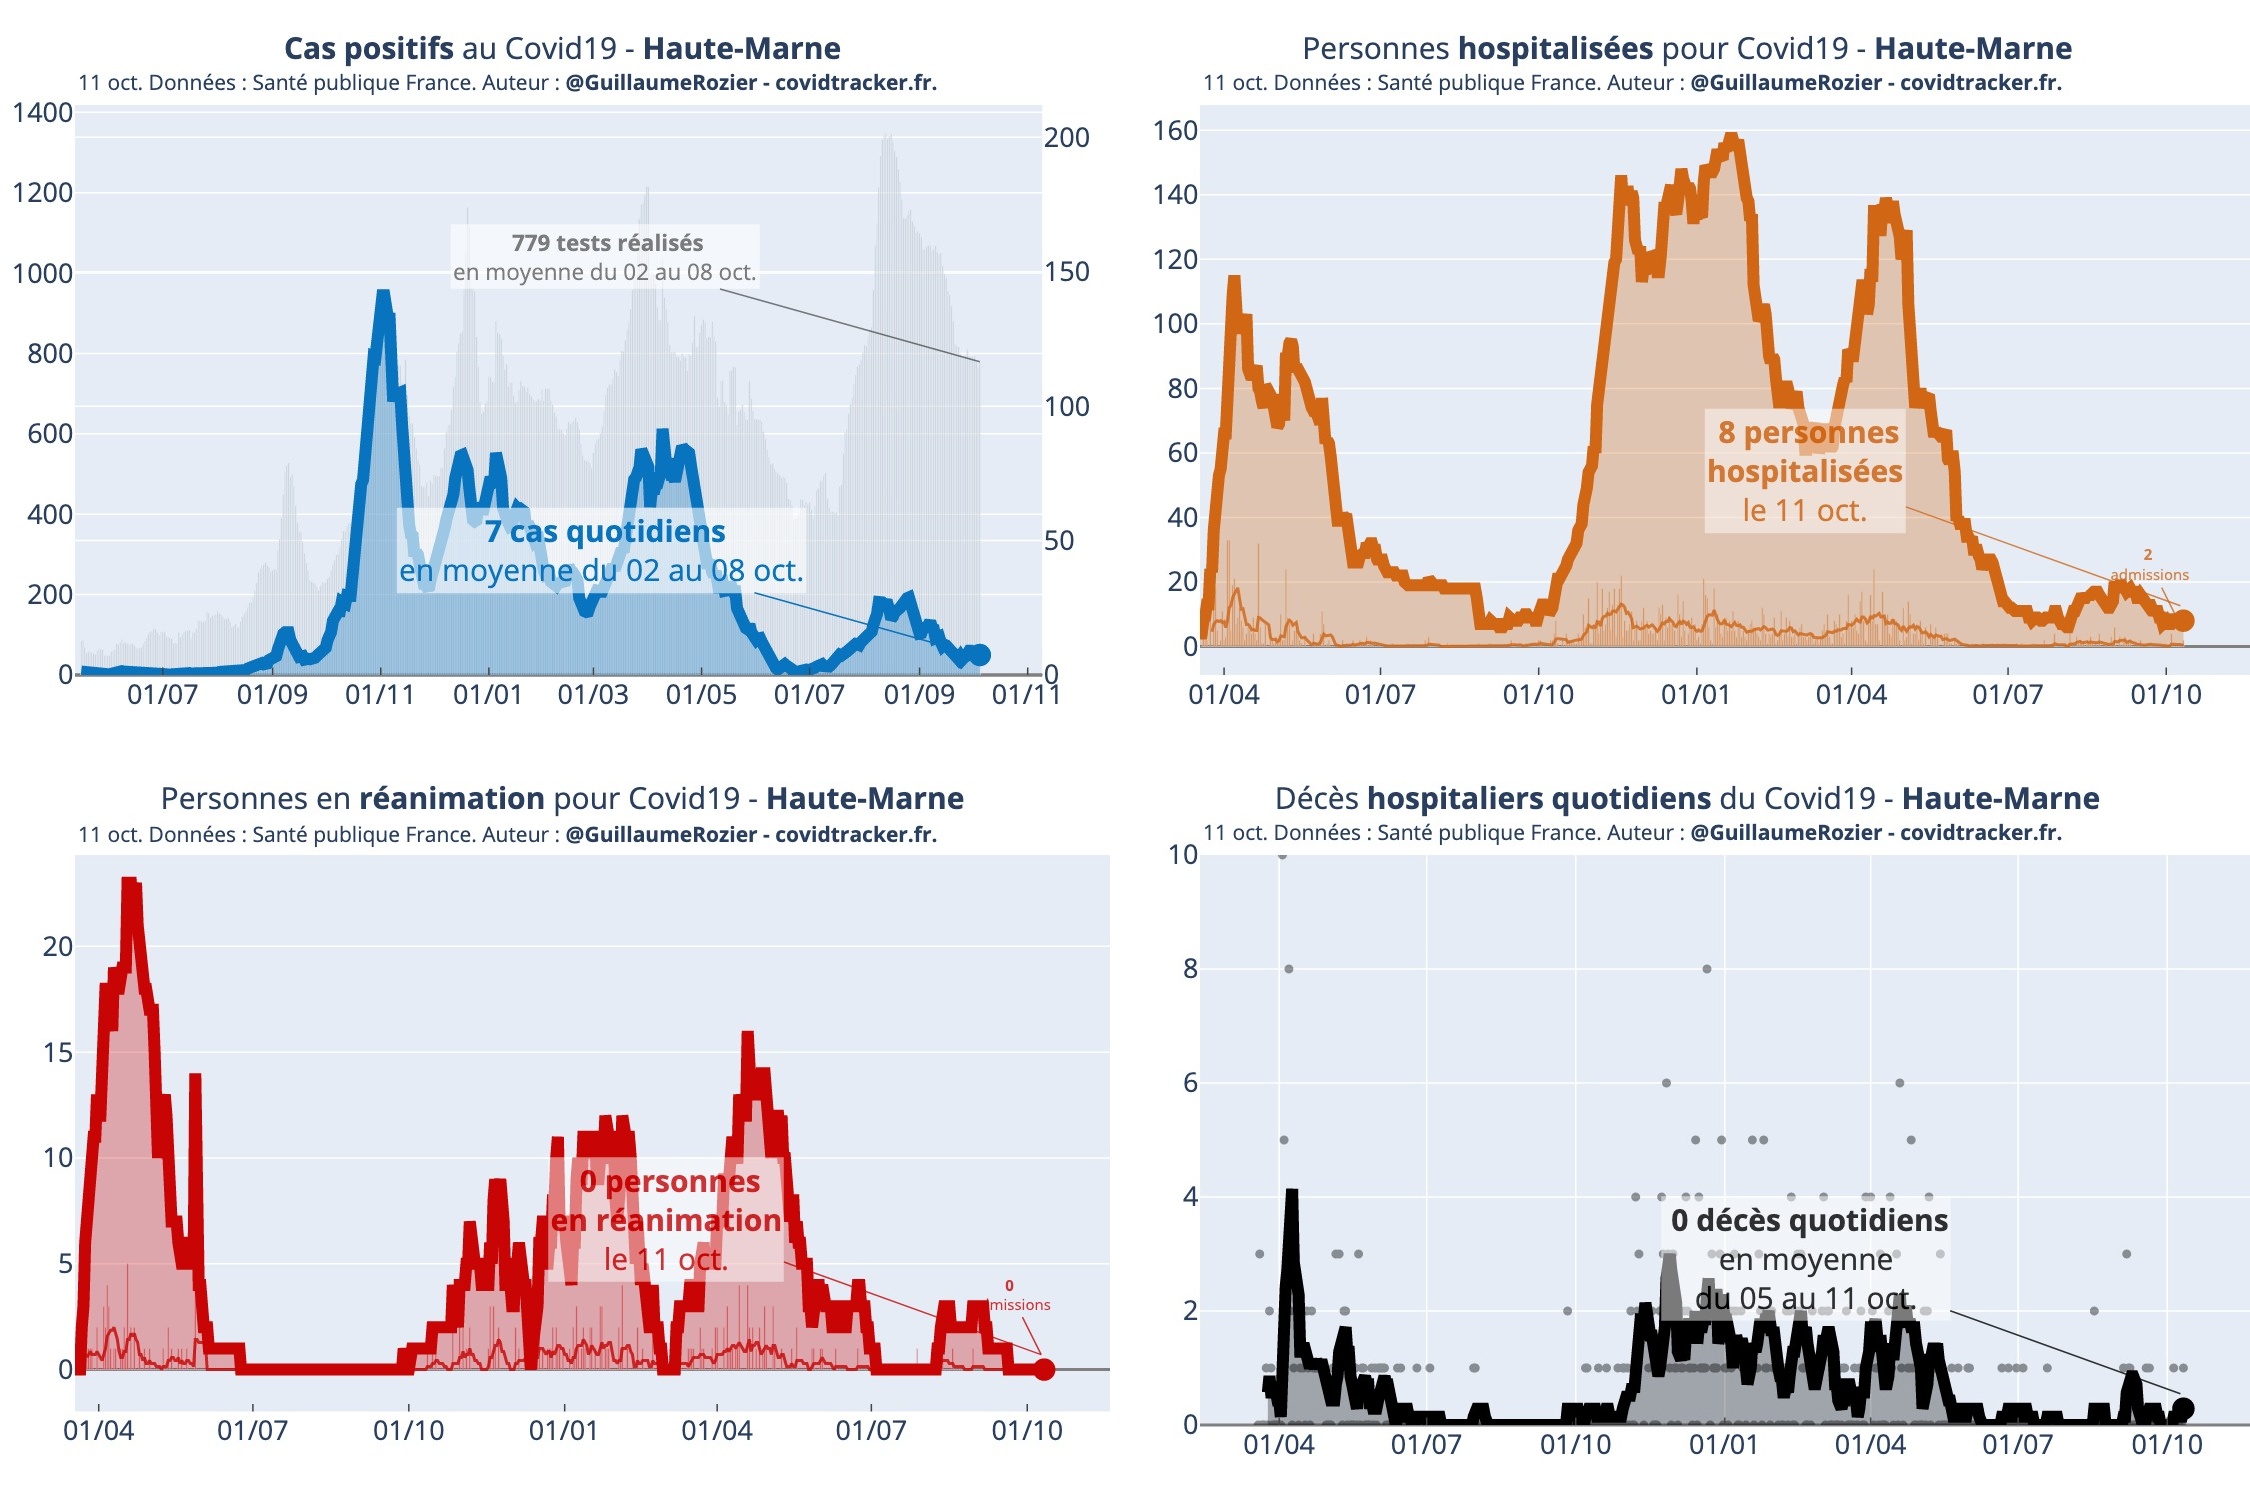 Cas positifs au Covid19 - Haute-Marne
11 oct. Données : Santé publique France. Auteur : @GuillaumeRozier - covidtracker.fr.
1400
1200
1000
800
600
400
200
0
200
150
100
50
0
779 tests réalisés
en moyenne du 02 au 08 oct.
7 cas quotidiens
en moyenne du 02 au 08 oct.
01/07 01/09 01/11 01/01 01/03 01/05 01/07 01/09 01/11
Personnes hospitalisées pour Covid19 - Haute-Marne
11 oct. Données : Santé publique France. Auteur : @GuillaumeRozier - covidtracker.fr.
160
140
120
100
80
60
40
20
0
8 personnes
hospitalisées
le 11 oct.
2
admissions
01/04 01/07 01/10 01/01 01/04 01/07 01/10
Personnes en réanimation pour Covid19 - Haute-Marne
11 oct. Données : Santé publique France. Auteur : @GuillaumeRozier - covidtracker.fr.
20
15
10
5
0
0 personnes
en réanimation
le 11 oct.
0
missions
01/04 01/07 01/10 01/01 01/04 01/07 01/10
Décès hospitaliers quotidiens du Covid19 - Haute-Marne
11 oct. Données : Santé publique France. Auteur : @GuillaumeRozier - covidtracker.fr.
10
8
6
4
2
0
0 décès quotidiens
en moyenne
du 05 au 11 oct.
01/04 01/07 01/10 01/01 01/04 01/07 01/10